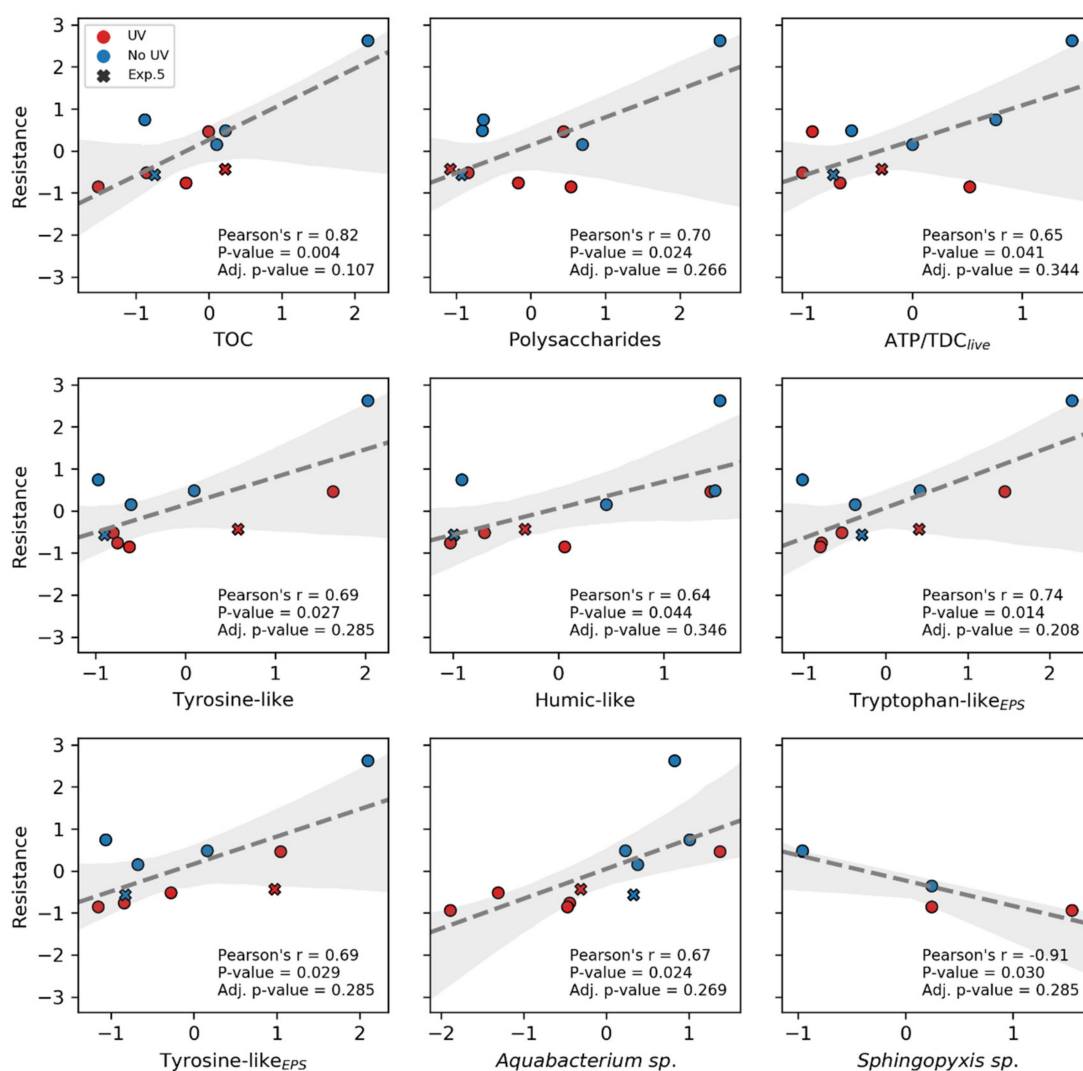 3
2
1
0
−1
−2
−3
Resistance
UV
No UV
Exp.5
Pearson's r = 0.82
P-value = 0.004
Adj. p-value = 0.107
−1
0
1
2
TOC
Pearson's r = 0.70
P-value = 0.024
Adj. p-value = 0.266
−1
0
1
2
Polysaccharides
Pearson's r = 0.65
P-value = 0.041
Adj. p-value = 0.344
−1
0
1
ATP/TDClive
3
2
1
0
−1
−2
−3
Resistance
Pearson's r = 0.69
P-value = 0.027
Adj. p-value = 0.285
−1
0
1
2
Tyrosine-like
Pearson's r = 0.64
P-value = 0.044
Adj. p-value = 0.346
−1
0
1
Humic-like
Pearson's r = 0.74
P-value = 0.014
Adj. p-value = 0.208
−1
0
1
2
Tryptophan-likeEPS
3
2
1
0
−1
−2
−3
Resistance
Pearson's r = 0.69
P-value = 0.029
Adj. p-value = 0.285
−1
0
1
2
Tyrosine-likeEPS
Pearson's r = 0.67
P-value = 0.024
Adj. p-value = 0.269
−2
−1
0
1
Aquabacterium sp.
Pearson's r = -0.91
P-value = 0.030
Adj. p-value = 0.285
−1
0
1
Sphingopyxis sp.